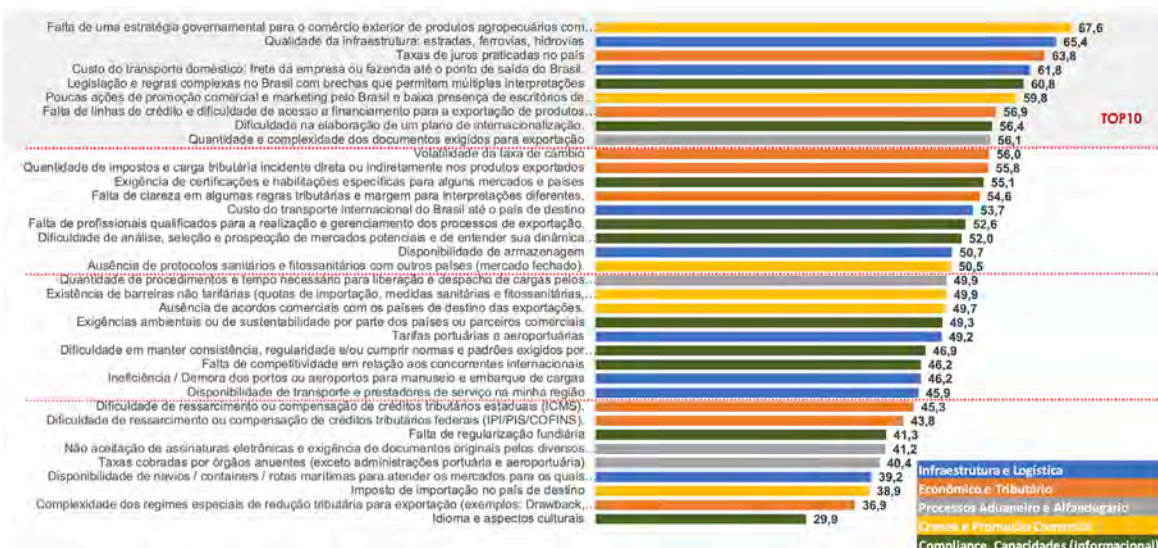 Falta de uma estratégia governamental para o comércio exterior de produtos agropecuários com.. 67,6
Qualidade da infraestrutura: estradas, ferrovias, hidrovias 65,4
Taxas de juros praticadas no país 63,8
Custo do transporte doméstico: frete da empresa ou fazenda até o ponto de saída do Brasil. 61,8
Legislação e regras complexas no Brasil com brechas que permitem múltiplas interpretações 60,8
Poucas ações de promoção comercial e marketing pelo Brasil e baixa presença de escritórios de.. 59,8
Falta de linhas de crédito e dificuldade de acesso a financiamento para a exportação de produtos.. 56,9
TOP10
Dificuldade na elaboração de um plano de internacionalização. 56,4
Quantidade e complexidade dos documentos exigidos para exportação 56,1
Volatilidade da taxa de câmbio 56,0
Quantidade de impostos e carga tributária incidente direta ou indiretamente nos produtos exportados 55,8
Exigência de certificações e habilitações específicas para alguns mercados e países 55,1
Falta de clareza em algumas regras tributárias e margem para interpretações diferentes. 54,6
Custo do transporte internacional do Brasil até o país de destino 53,7
Falta de profissionais qualificados para a realização e gerenciamento dos processos de exportação. 52,6
Dificuldade de análise, seleção e prospecção de mercados potenciais e de entender sua dinâmica.. 52,0
Disponibilidade de armazenagem 50,7
Ausência de protocolos sanitários e fitossanitários com outros países (mercado fechado). 50,5
Quantidade de procedimentos e tempo necessário para liberação e despacho de cargas pelos.. 49,9
Existência de barreiras não tarifárias (quotas de importação, medidas sanitárias e fitossanitárias,.. 49,9
Ausência de acordos comerciais com os países de destino das exportações. 49,7
Exigências ambientais ou de sustentabilidade por parte dos países ou parceiros comerciais 49,3
Tarifas portuárias e aeroportuárias 49,2
Dificuldade em manter consistência, regularidade e/ou cumprir normas e padrões exigidos por.. 46,9
Falta de competitividade em relação aos concorrentes internacionais 46,2
Ineficiência / Demora dos portos ou aeroportos para manuseio e embarque de cargas 46,2
Disponibilidade de transporte e prestadores de serviço na minha região 45,9
Dificuldade de ressarcimento ou compensação de créditos tributários estaduais (ICMS). 45,3
Dificuldade de ressarcimento ou compensação de créditos tributários federais (IPI/PIS/COFINS). 43,8
Falta de regularização fundiária 41,3
Não aceitação de assinaturas eletrônicas e exigência de documentos originais pelos diversos.. 41,2
Taxas cobradas por órgãos anuentes (exceto administrações portuária e aeroportuária) 40,4
Disponibilidade de navios / containers / rotas marítimas para atender os mercados para os quais.. 39,2
Imposto de importação no país de destino 38,9
Complexidade dos regimes especiais de redução tributária para exportação (exemplos: Drawback,.. 36,9
Idioma e aspectos culturais 29,9
Infraestrutura e Logística
Econômico e Tributário
Processos Aduaneiro e Alfandegário
e Promoção Comercial
Compliance, Capacidades (informacional)